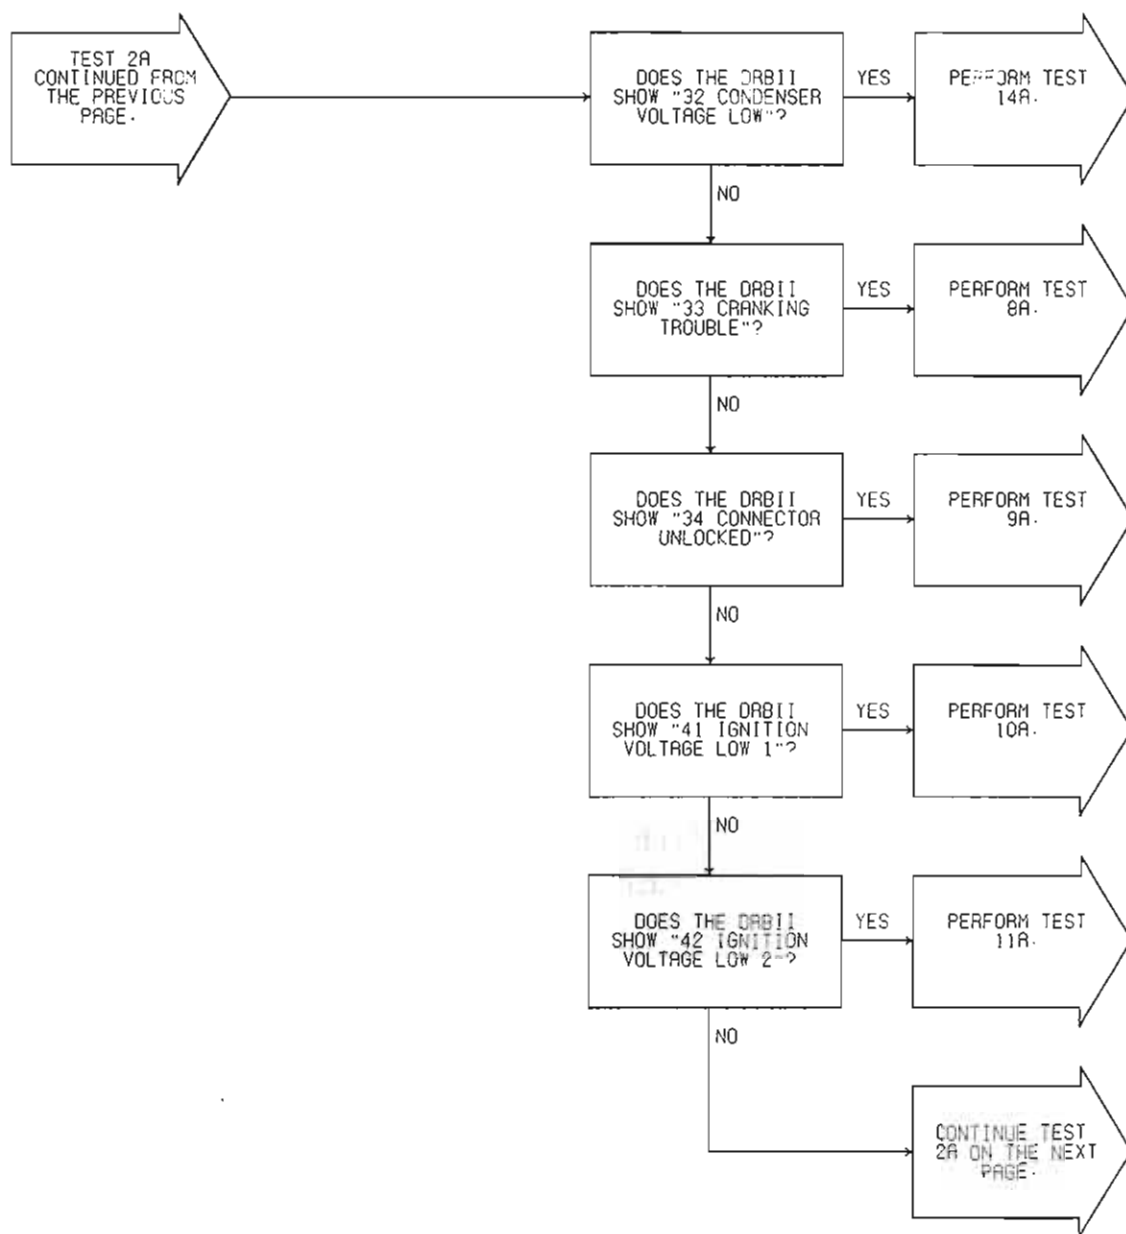 TEST 2A
CONTINUED FROM
THE PREVIOUS
PAGE.
DOES THE DRBII
SHOW "32 CONDENSER
VOLTAGE LOW"?
YES
PERFORM TEST
14A.
NO
DOES THE DRBII
SHOW "33 CRANKING
TROUBLE"?
YES
PERFORM TEST
8A.
NO
DOES THE DRBII
SHOW "34 CONNECTOR
UNLOCKED"?
YES
PERFORM TEST
9A.
NO
DOES THE DRBII
SHOW "41 IGNITION
VOLTAGE LOW 1"?
YES
PERFORM TEST
10A.
NO
DOES THE DRBII
SHOW "42 IGNITION
VOLTAGE LOW 2"?
YES
PERFORM TEST
11A.
NO
CONTINUE TEST
2A ON THE NEXT
PAGE.